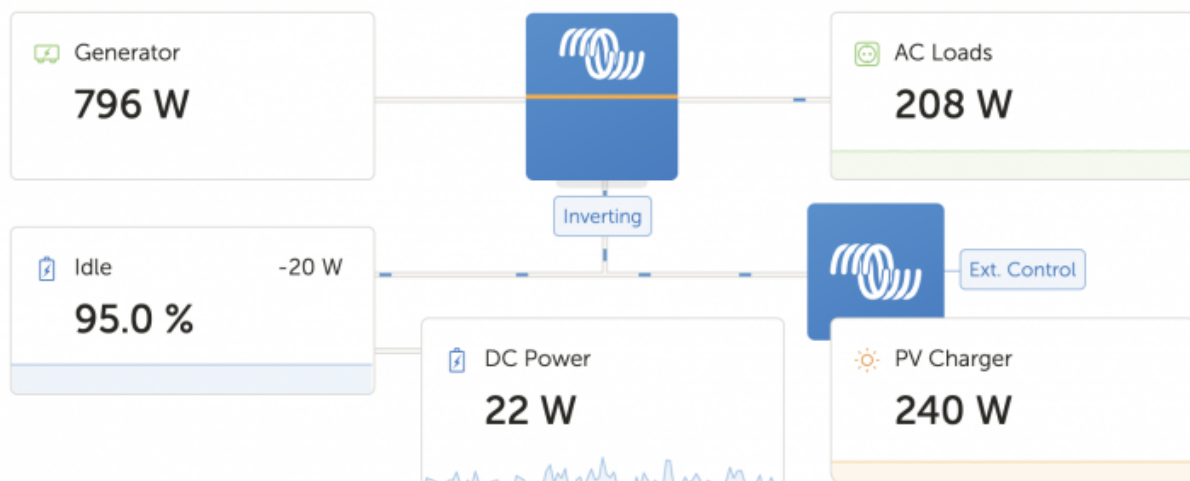 Generator
796 W
AC Loads
208 W
Inverting
Idle -20 W
95.0 %
Ext. Control
DC Power
22 W
PV Charger
240 W